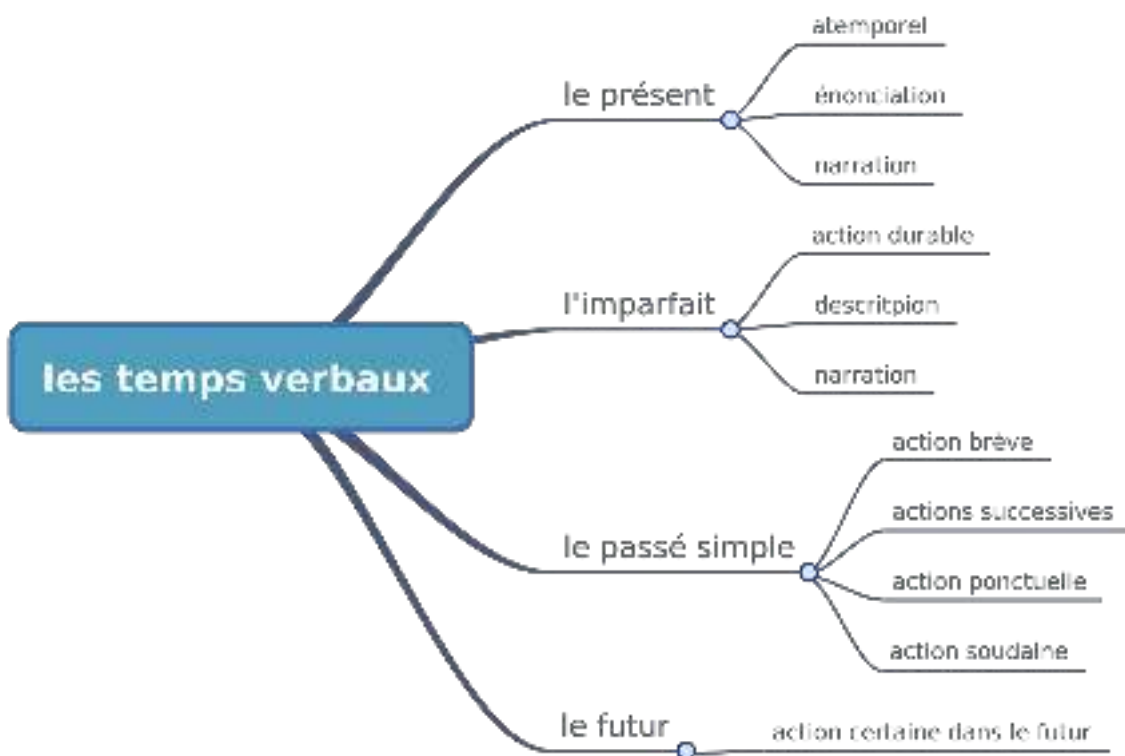 les temps verbaux
le présent
atemporel
énonciation
narration
l'imparfait
action durable
descritpion
narration
le passé simple
action brève
actions successives
action ponctuelle
action soudaine
le futur
action certaine dans le futur